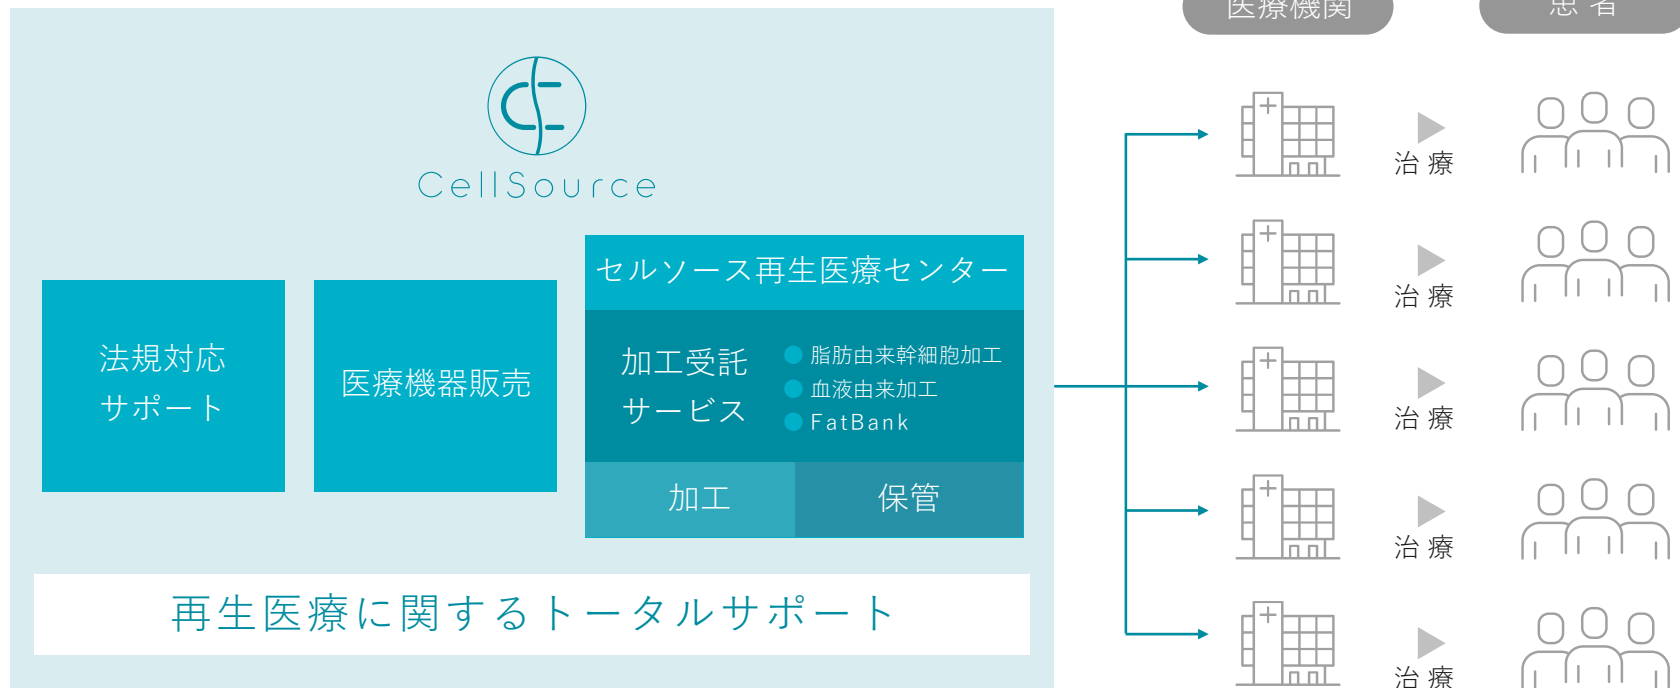 医療機関
患者
CellSource
セルソース再生医療センター
法規対応
サポート
医療機器販売
加工受託
サービス
脂肪由来幹細胞加工
血液由来加工
FatBank
加工
保管
再生医療に関するトータルサポート
治療
治療
治療
治療
治療